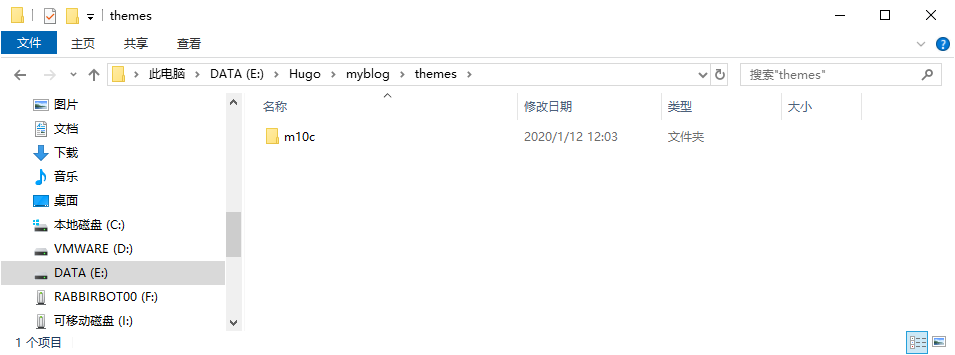 themes
文件 主页 共享 查看
此电脑 DATA (E:) Hugo myblog themes 搜索"themes"
名称 修改日期 类型 大小
图片
m10c 2020/1/12 12:03 文件夹
文档
下载
音乐
桌面
本地磁盘 (C:)
VMWARE (D:)
DATA (E:)
RABBIRBOT00 (F:)
可移动磁盘 (I:)
1 个项目